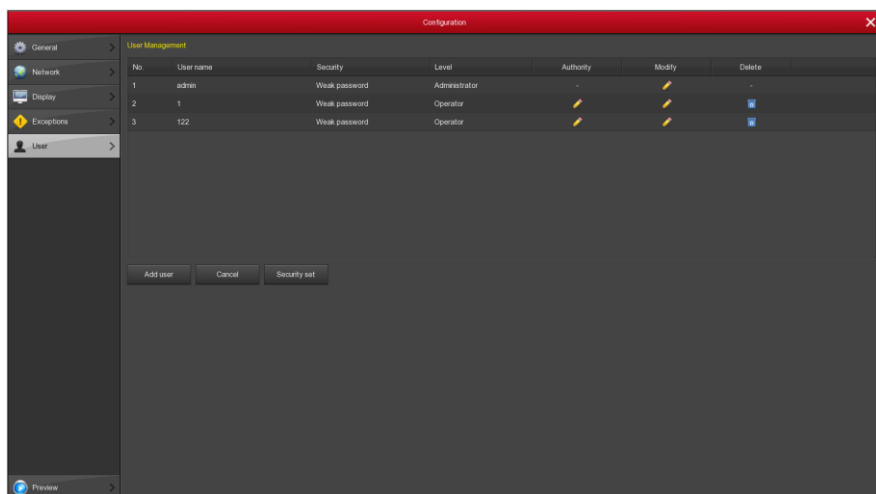 Configuration
General
Network
Display
Exceptions
User
Preview
User Management
No. User name Security Level Authority Modify Delete
1 admin Weak password Administrator - -
2 1 Weak password Operator
3 122 Weak password Operator
Add user Cancel Security set